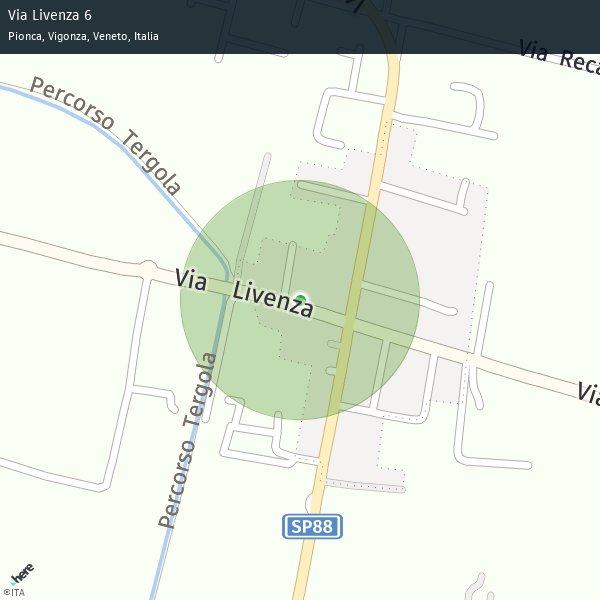 Via Livenza 6
Pionca, Vigonza, Veneto, Italia
Via Reca
Percorso Tergola
Via Livenza
Via
Percorso Tergola
SP88
here
©ITA